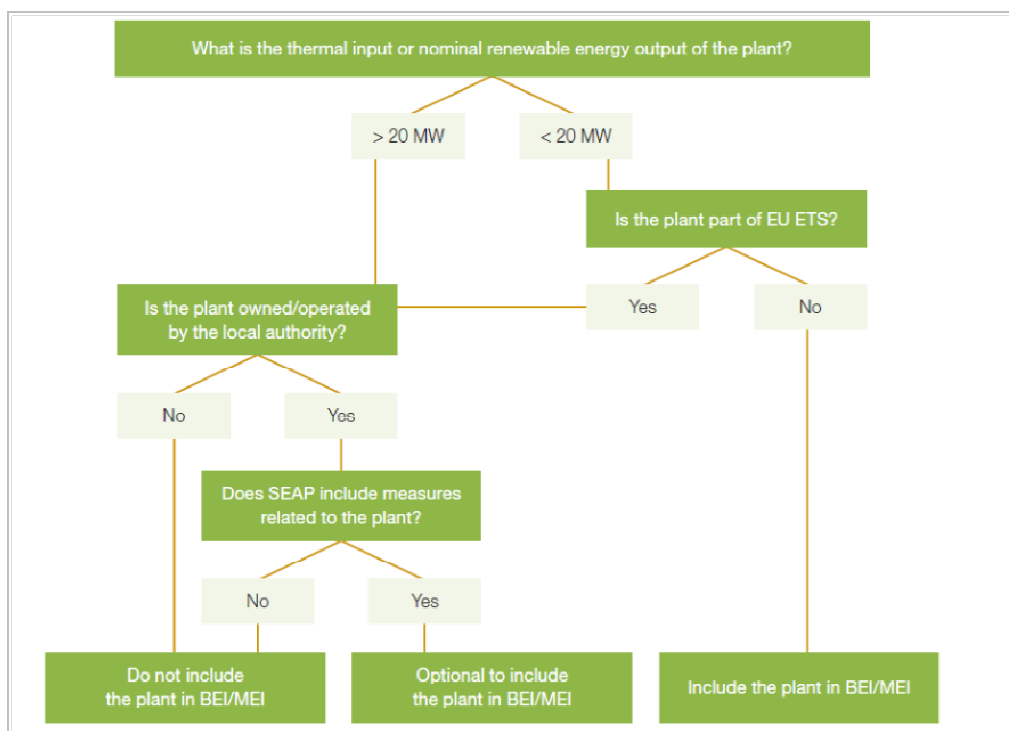 What is the thermal input or nominal renewable energy output of the plant?
> 20 MW
< 20 MW
Is the plant part of EU ETS?
Is the plant owned/operated
by the local authority?
Yes
No
No
Yes
Does SEAP include measures
related to the plant?
No
Yes
Do not include
the plant in BEI/MEI
Optional to include
the plant in BEI/MEI
Include the plant in BEI/MEI